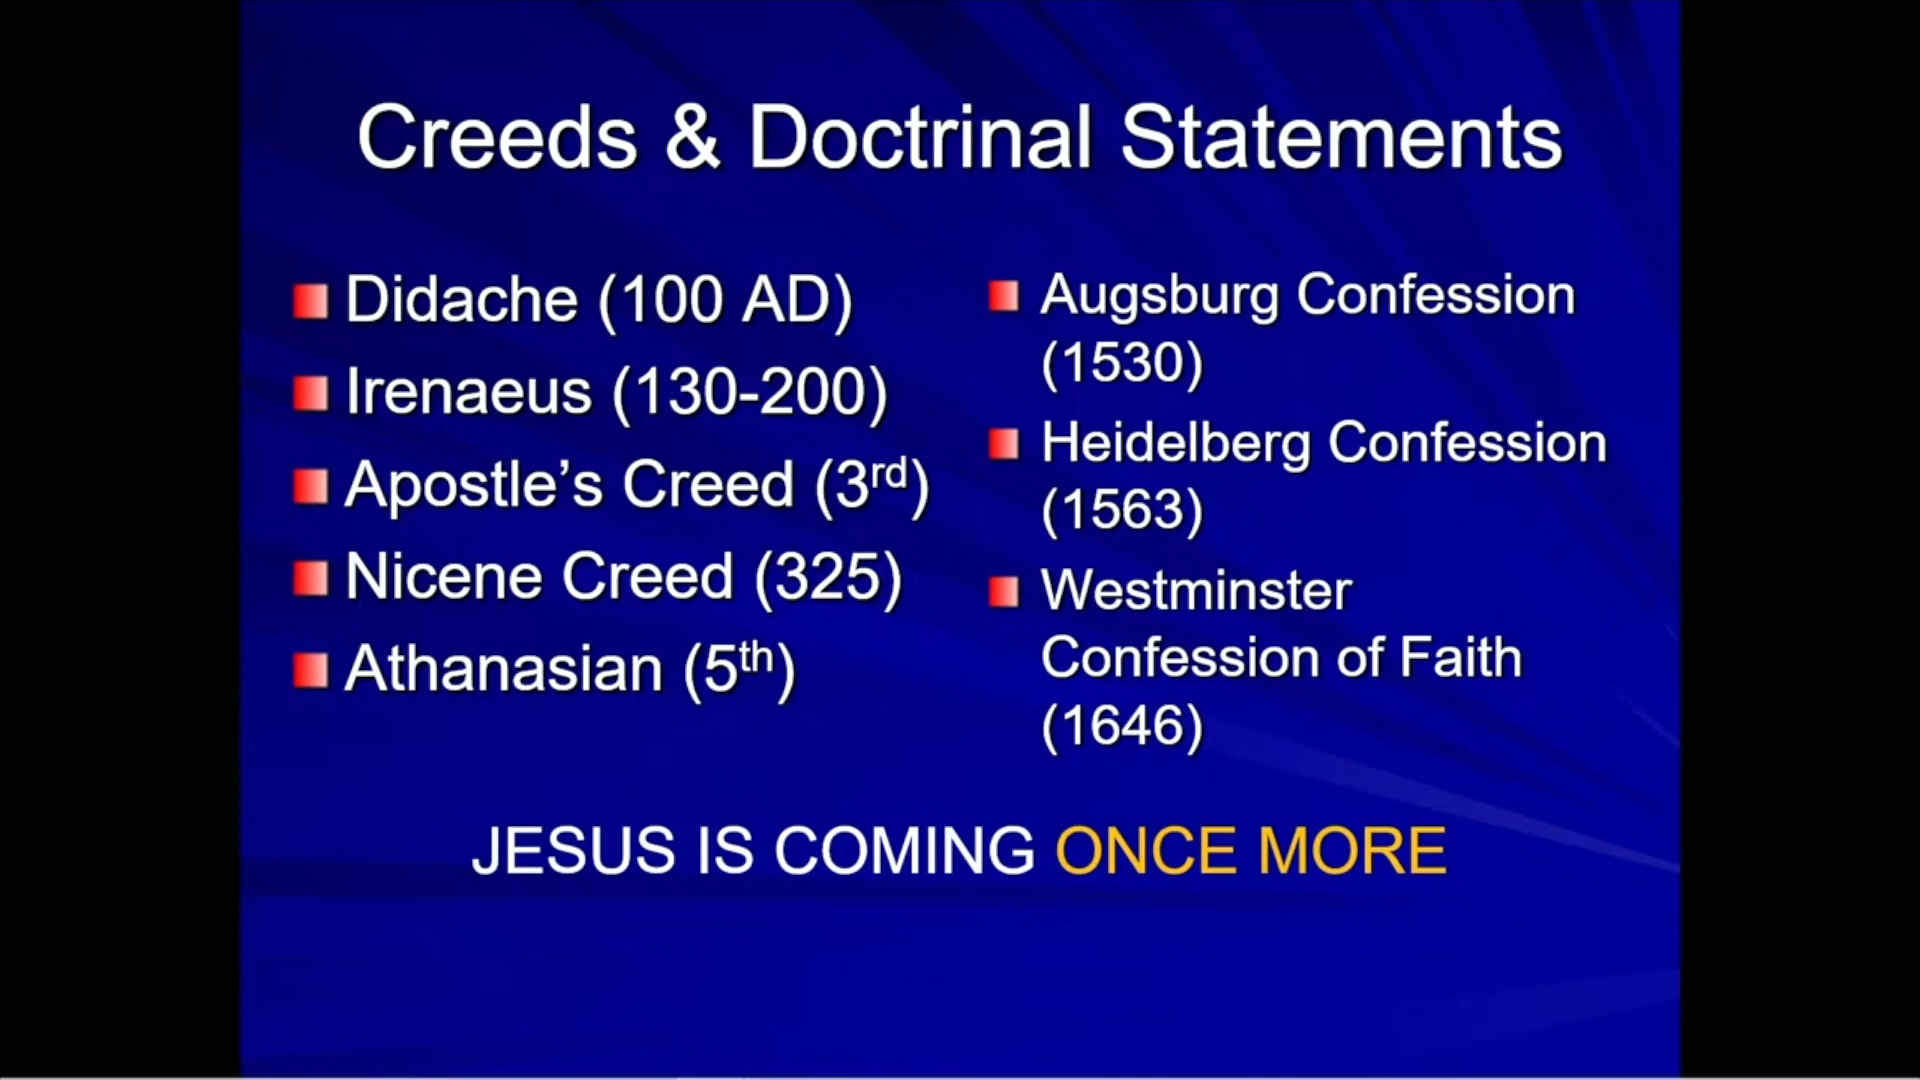 Creeds & Doctrinal Statements
Didache (100 AD)
Irenaeus (130-200)
Apostle’s Creed (3rd)
Nicene Creed (325)
Athanasian (5th)
Augsburg Confession
(1530)
Heidelberg Confession
(1563)
Westminster
Confession of Faith
(1646)
JESUS IS COMING ONCE MORE